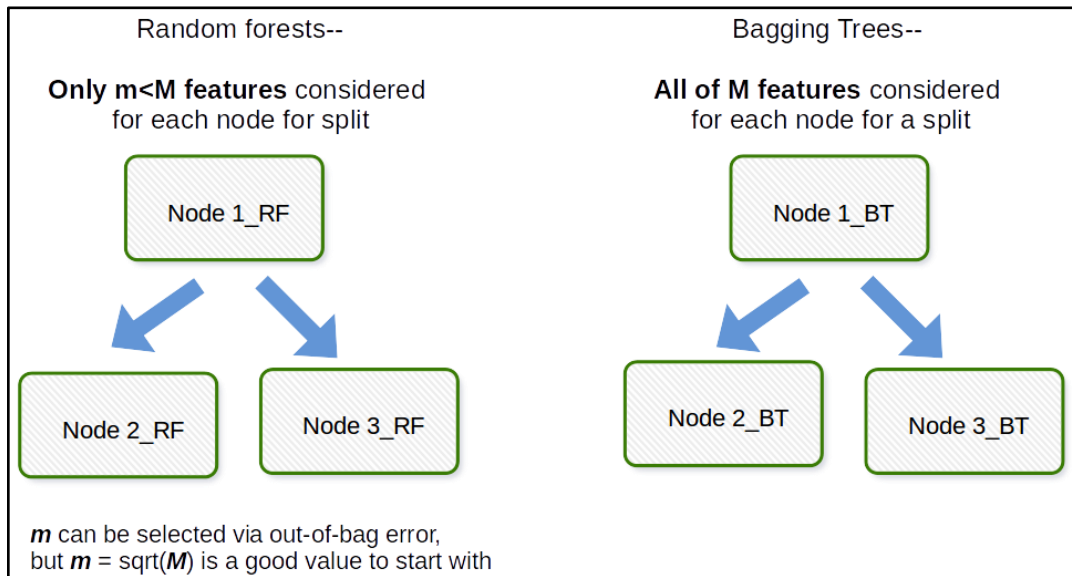 Random forests--
Only m<M features considered
for each node for split
Node 1_RF
Node 2_RF
Node 3_RF
m can be selected via out-of-bag error,
but m = sqrt(M) is a good value to start with
Bagging Trees--
All of M features considered
for each node for a split
Node 1_BT
Node 2_BT
Node 3_BT